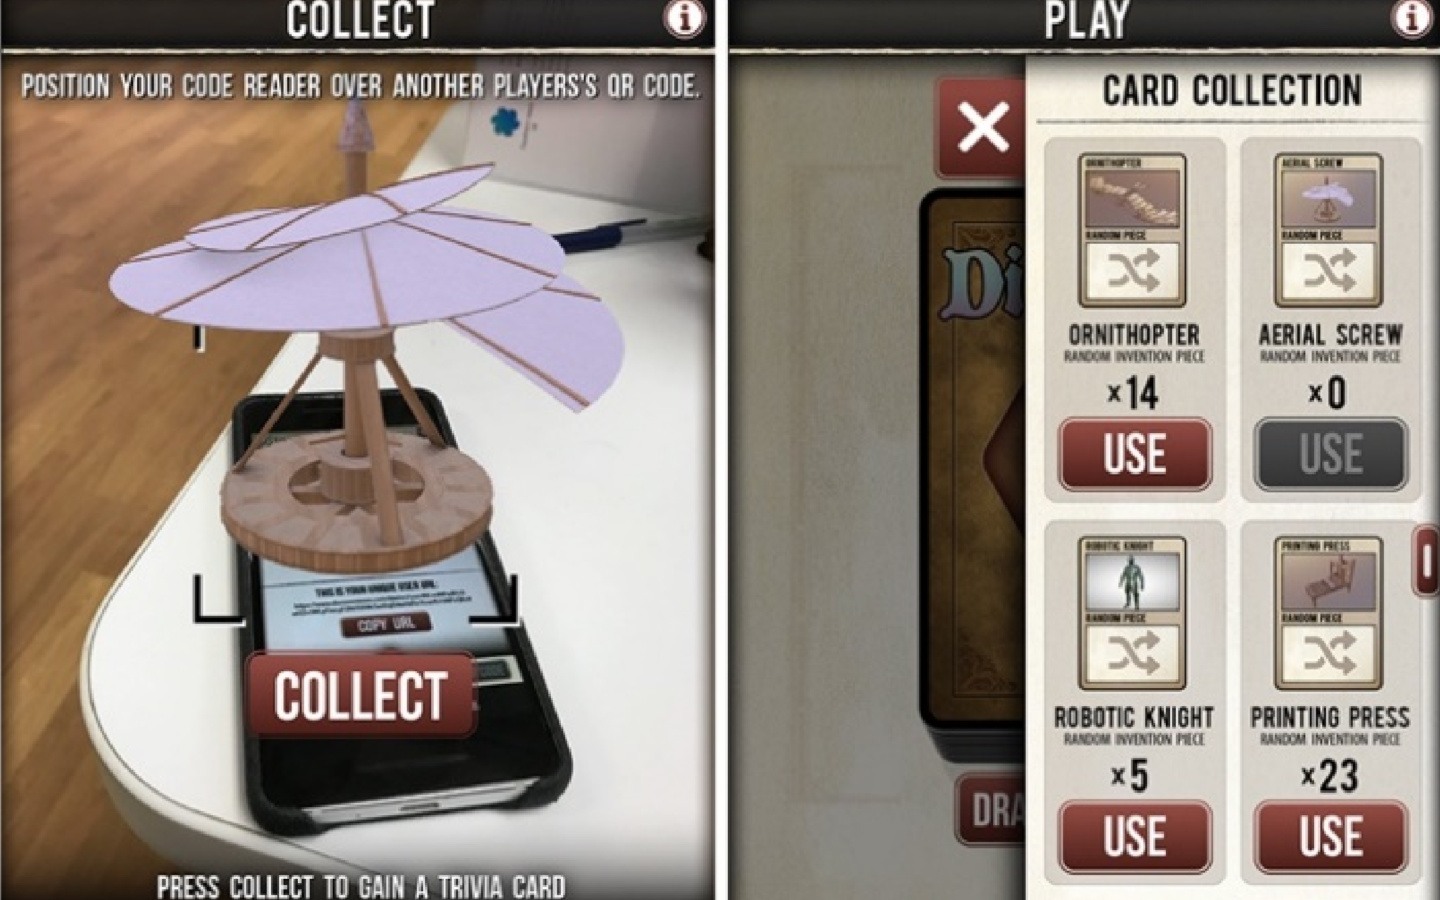 COLLECT
POSITION YOUR CODE READER OVER ANOTHER PLAYERS'S QR CODE.
THIS IS YOUR UNIQUE USER URL:
COPY URL
COLLECT
PRESS COLLECT TO GAIN A TRIVIA CARD
PLAY
Di
DRA
CARD COLLECTION
ORNITHOPTER
RANDOM PIECE
ORNITHOPTER
RANDOM INVENTION PIECE
x14
USE
AERIAL SCREW
RANDOM PIECE
AERIAL SCREW
RANDOM INVENTION PIECE
x0
USE
ROBOTIC KNIGHT
RANDOM PIECE
ROBOTIC KNIGHT
RANDOM INVENTION PIECE
x5
USE
PRINTING PRESS
RANDOM PIECE
PRINTING PRESS
RANDOM INVENTION PIECE
x23
USE